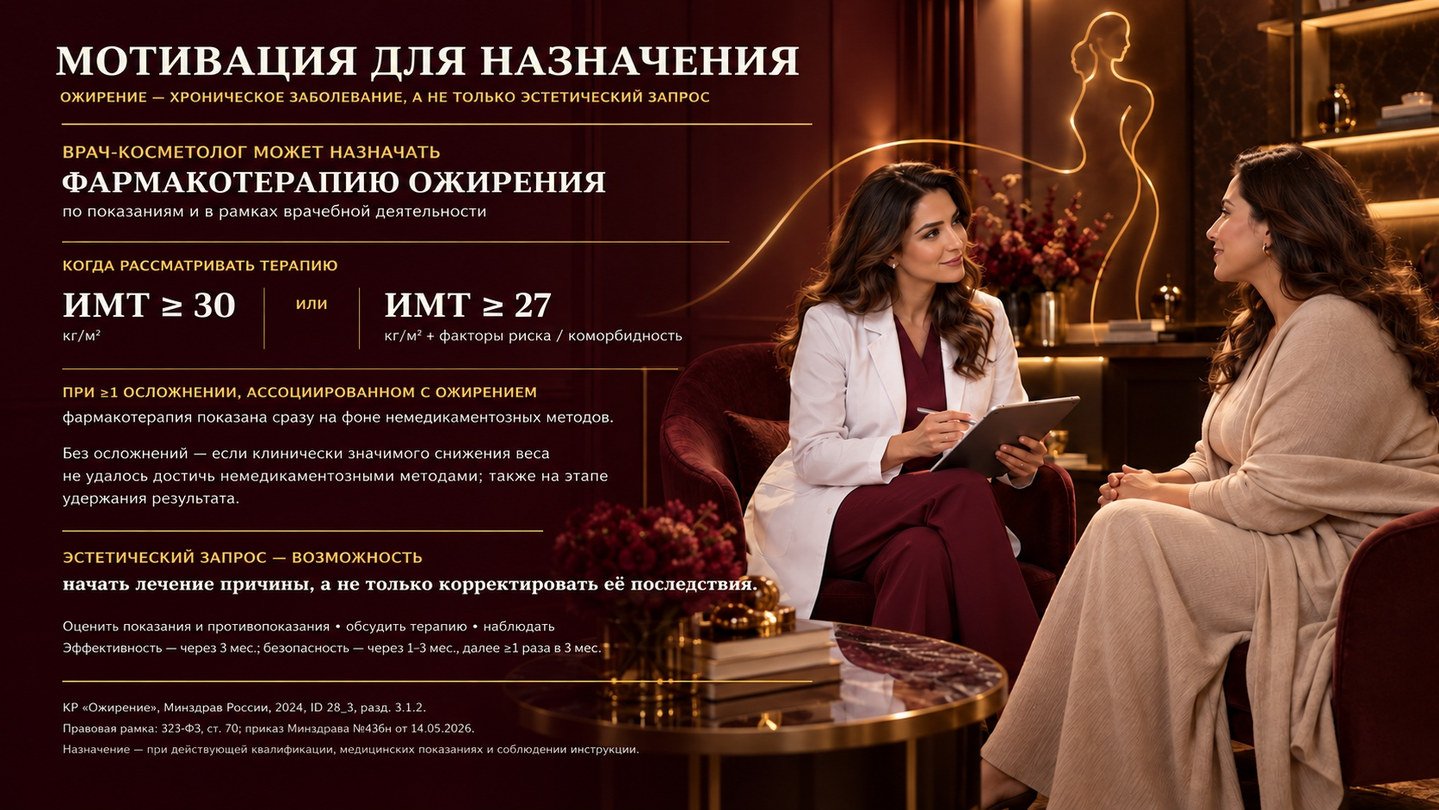 МОТИВАЦИЯ ДЛЯ НАЗНАЧЕНИЯ
ОЖИРЕНИЕ — ХРОНИЧЕСКОЕ ЗАБОЛЕВАНИЕ, А НЕ ТОЛЬКО ЭСТЕТИЧЕСКИЙ ЗАПРОС
ВРАЧ-КОСМЕТОЛОГ МОЖЕТ НАЗНАЧАТЬ
ФАРМАКОТЕРАПИЮ ОЖИРЕНИЯ
по показаниям и в рамках врачебной деятельности
КОГДА РАССМАТРИВАТЬ ТЕРАПИЮ
ИМТ ≥ 30
кг/м²
ИЛИ
ИМТ ≥ 27
кг/м² + факторы риска / коморбидность
ПРИ ≥1 ОСЛОЖНЕНИИ, АССОЦИИРОВАННОМ С ОЖИРЕНИЕМ
фармакотерапия показана сразу на фоне немедикаментозных методов.
Без осложнений — если клинически значимого снижения веса
не удалось достичь немедикаментозными методами; также на этапе
удержания результата.
ЭСТЕТИЧЕСКИЙ ЗАПРОС — ВОЗМОЖНОСТЬ
начать лечение причины, а не только корректировать её последствия.
Оценить показания и противопоказания • обсудить терапию • наблюдать
Эффективность — через 3 мес.; безопасность — через 1–3 мес., далее ≥1 раза в 3 мес.
КР «Ожирение», Минздрав России, 2024, ID 28_3, разд. 3.1.2.
Правовая рамка: 323-ФЗ, ст. 70; приказ Минздрава №436н от 14.05.2026.
Назначение — при действующей квалификации, медицинских показаниях и соблюдении инструкции.